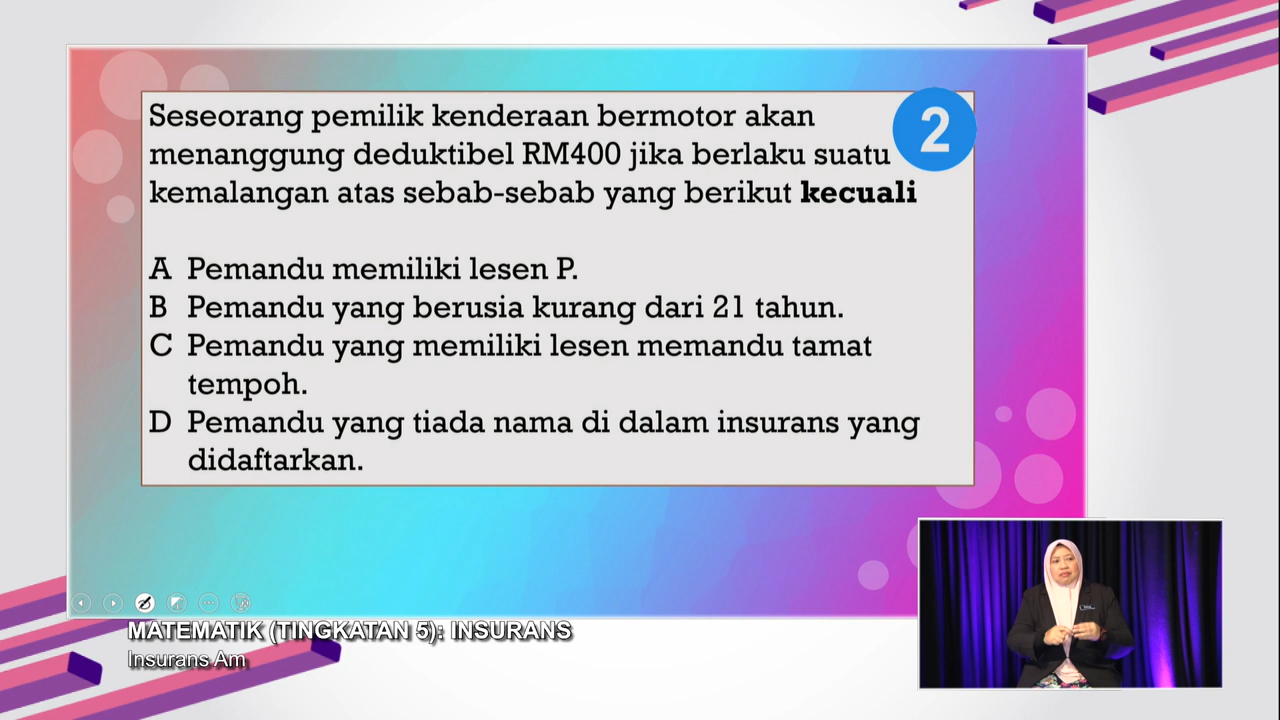 Seseorang pemilik kenderaan bermotor akan
menanggung deduktibel RM400 jika berlaku suatu
kemalangan atas sebab-sebab yang berikut kecuali
2
A Pemandu memiliki lesen P.
B Pemandu yang berusia kurang dari 21 tahun.
C Pemandu yang memiliki lesen memandu tamat
tempoh.
D Pemandu yang tiada nama di dalam insurans yang
didaftarkan.
MATEMATIK (TINGKATAN 5): INSURANS
Insurans Am